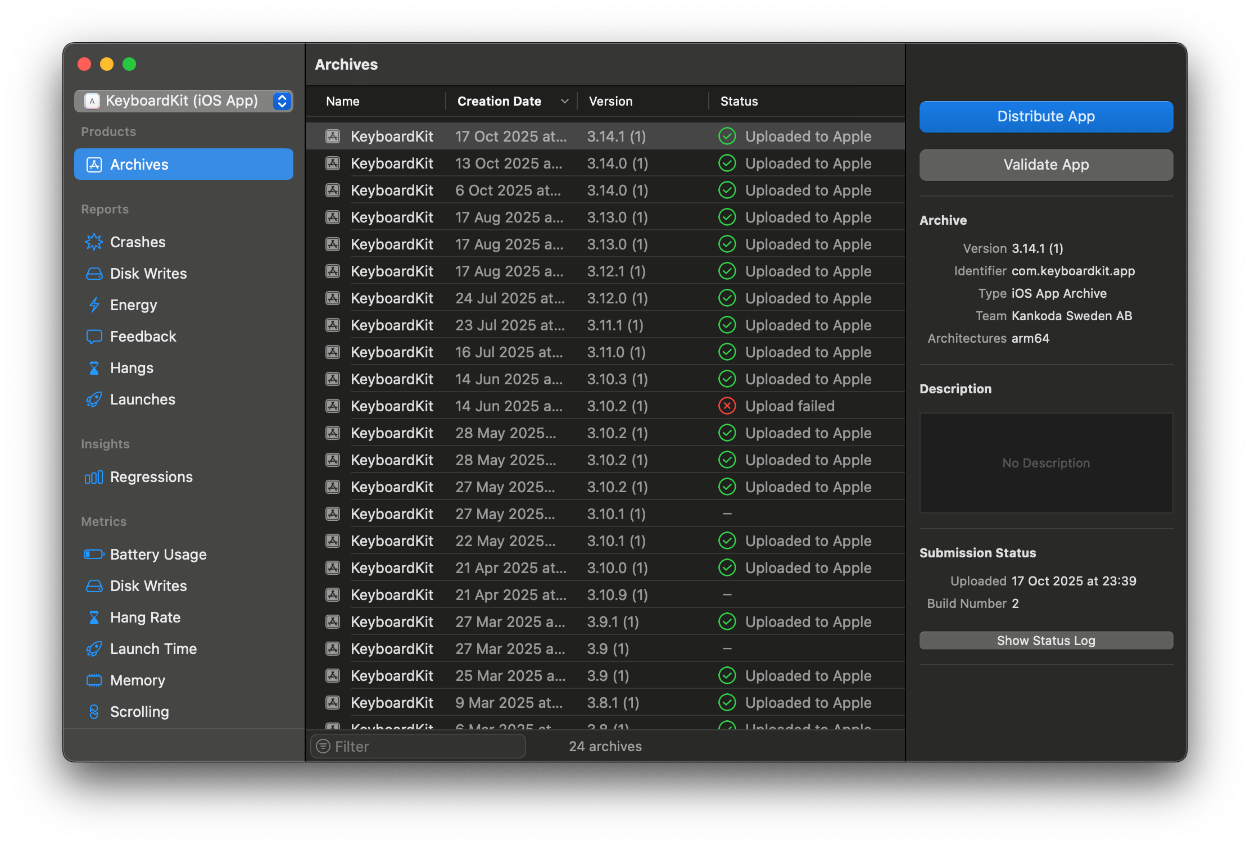 KeyboardKit (iOS App)
Products
Archives
Reports
Crashes
Disk Writes
Energy
Feedback
Hangs
Launches
Insights
Regressions
Metrics
Battery Usage
Disk Writes
Hang Rate
Launch Time
Memory
Scrolling
Archives
Name Creation Date Version Status
KeyboardKit 17 Oct 2025 at... 3.14.1 (1) Uploaded to Apple
KeyboardKit 13 Oct 2025 at... 3.14.0 (1) Uploaded to Apple
KeyboardKit 6 Oct 2025 at... 3.14.0 (1) Uploaded to Apple
KeyboardKit 17 Aug 2025 a... 3.13.0 (1) Uploaded to Apple
KeyboardKit 17 Aug 2025 a... 3.13.0 (1) Uploaded to Apple
KeyboardKit 17 Aug 2025 a... 3.12.1 (1) Uploaded to Apple
KeyboardKit 24 Jul 2025 at... 3.12.0 (1) Uploaded to Apple
KeyboardKit 23 Jul 2025 at... 3.11.1 (1) Uploaded to Apple
KeyboardKit 16 Jul 2025 at... 3.11.0 (1) Uploaded to Apple
KeyboardKit 14 Jun 2025 a... 3.10.3 (1) Uploaded to Apple
KeyboardKit 14 Jun 2025 a... 3.10.2 (1) Upload failed
KeyboardKit 28 May 2025... 3.10.2 (1) Uploaded to Apple
KeyboardKit 28 May 2025... 3.10.2 (1) Uploaded to Apple
KeyboardKit 27 May 2025... 3.10.2 (1) Uploaded to Apple
KeyboardKit 27 May 2025... 3.10.1 (1) –
KeyboardKit 22 May 2025... 3.10.1 (1) Uploaded to Apple
KeyboardKit 21 Apr 2025 at... 3.10.0 (1) Uploaded to Apple
KeyboardKit 21 Apr 2025 at... 3.10.9 (1) –
KeyboardKit 27 Mar 2025 a... 3.9.1 (1) Uploaded to Apple
KeyboardKit 27 Mar 2025 a... 3.9 (1) –
KeyboardKit 25 Mar 2025 a... 3.9 (1) Uploaded to Apple
KeyboardKit 9 Mar 2025 at... 3.8.1 (1) Uploaded to Apple
KeyboardKit 6 Mar 2025 at... 3.8 (1) Uploaded to Apple
Filter
24 archives
Distribute App
Validate App
Archive
Version 3.14.1 (1)
Identifier com.keyboardkit.app
Type iOS App Archive
Team Kankoda Sweden AB
Architectures arm64
Description
No Description
Submission Status
Uploaded 17 Oct 2025 at 23:39
Build Number 2
Show Status Log